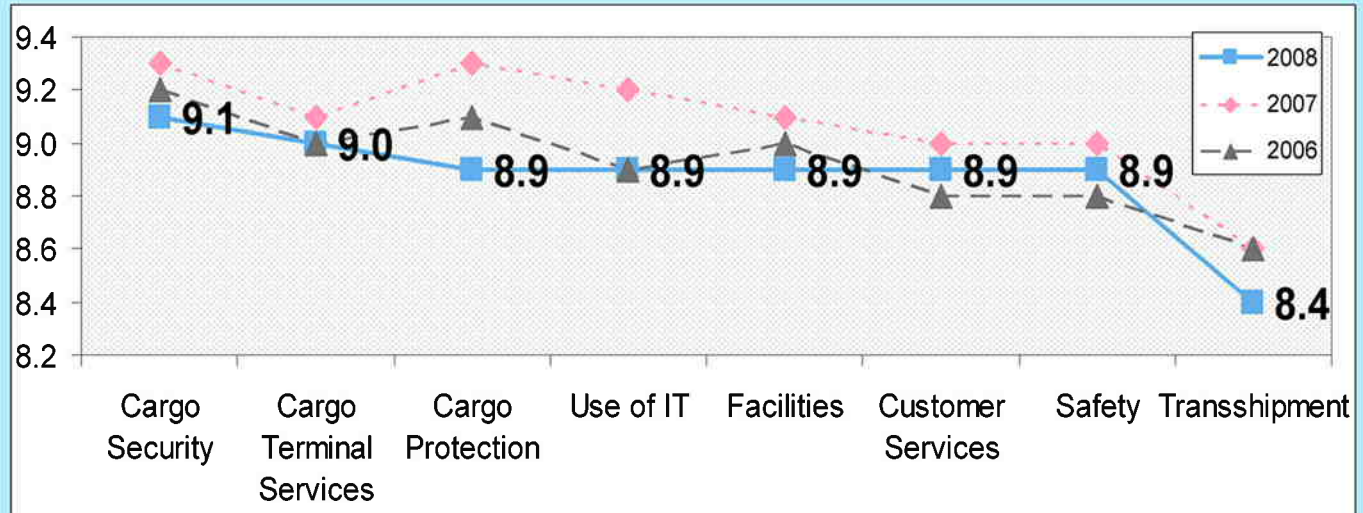 9.4
9.2
9.0
8.8
8.6
8.4
8.2
2008
2007
2006
9.1
9.0
8.9
8.9
8.9
8.9
8.9
8.4
Cargo
Security
Cargo
Terminal
Services
Cargo
Protection
Use of IT
Facilities
Customer
Services
Safety
Transshipment